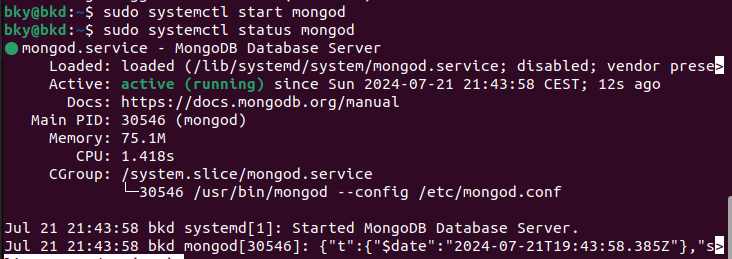 bky@bkd:~$ sudo systemctl start mongod
bky@bkd:~$ sudo systemctl status mongod
● mongod.service - MongoDB Database Server
Loaded: loaded (/lib/systemd/system/mongod.service; disabled; vendor prese>
Active: active (running) since Sun 2024-07-21 21:43:58 CEST; 12s ago
Docs: https://docs.mongodb.org/manual
Main PID: 30546 (mongod)
Memory: 75.1M
CPU: 1.418s
CGroup: /system.slice/mongod.service
└─30546 /usr/bin/mongod --config /etc/mongod.conf
Jul 21 21:43:58 bkd systemd[1]: Started MongoDB Database Server.
Jul 21 21:43:58 bkd mongod[30546]: {"t":{"$date":"2024-07-21T19:43:58.385Z"},"s>